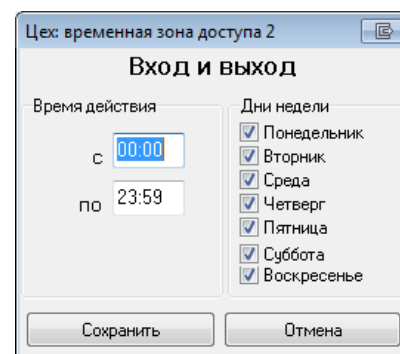 Цех: временная зона доступа 2
Вход и выход
Время действия
с 00:00
по 23:59
Дни недели
Понедельник
Вторник
Среда
Четверг
Пятница
Суббота
Воскресенье
Сохранить
Отмена